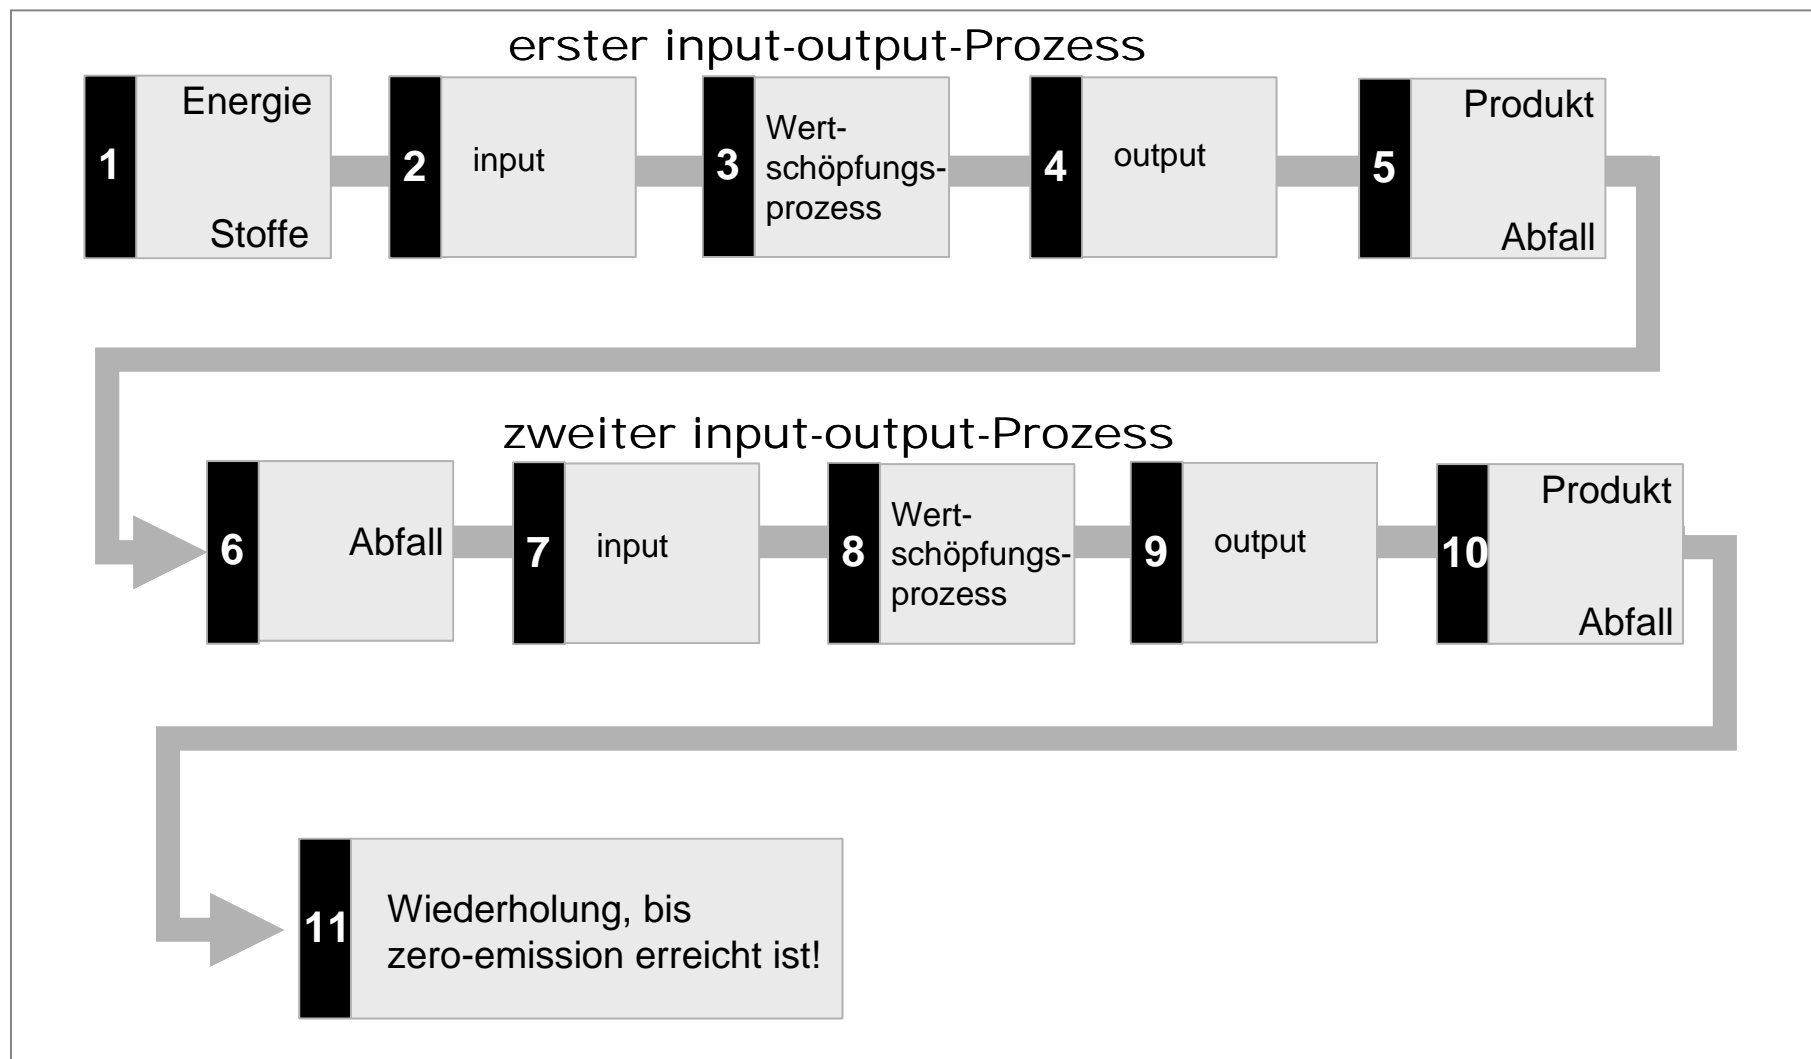 erster input-output-Prozess
1
Energie
Stoffe
2
input
3
Wert-
schöpfungs-
prozess
4
output
5
Produkt
Abfall
zweiter input-output-Prozess
6
Abfall
7
input
8
Wert-
schöpfungs-
prozess
9
output
10
Produkt
Abfall
11
Wiederholung, bis
zero-emission erreicht ist!